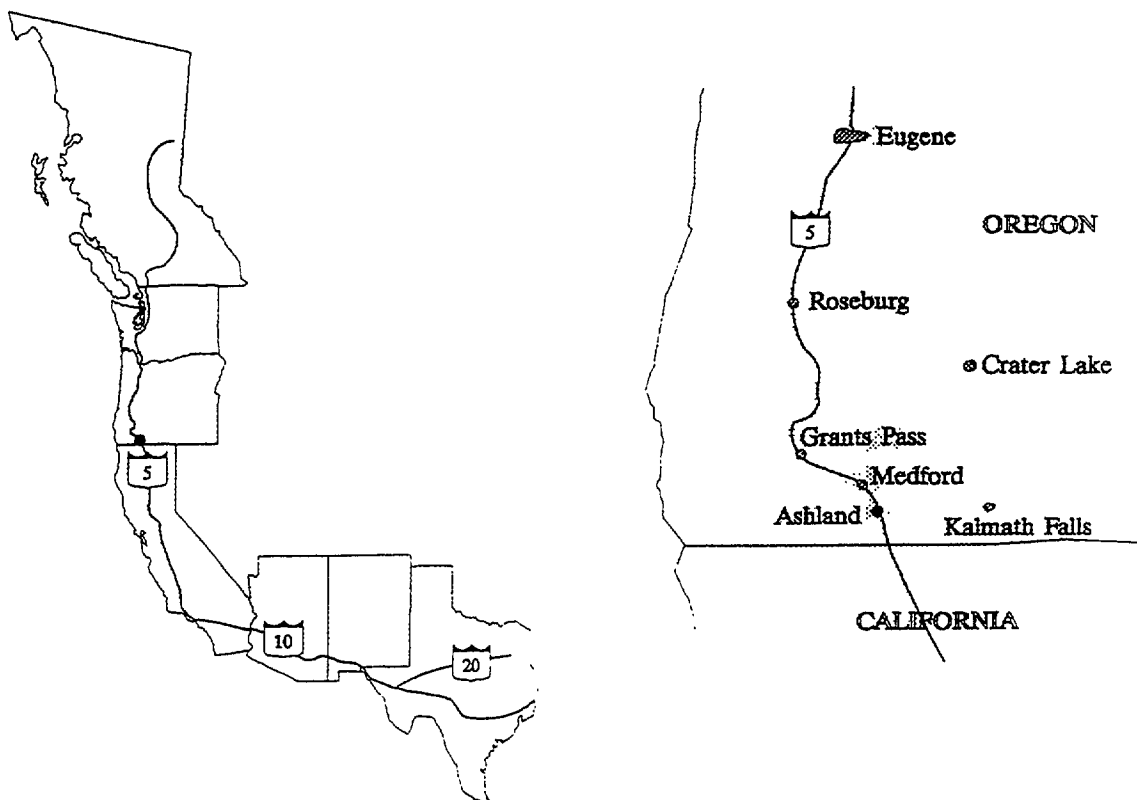 5
10
20
Eugene
5
OREGON
Roseburg
Crater Lake
Grants Pass
Medford
Ashland
Kalmath Falls
CALIFORNIA